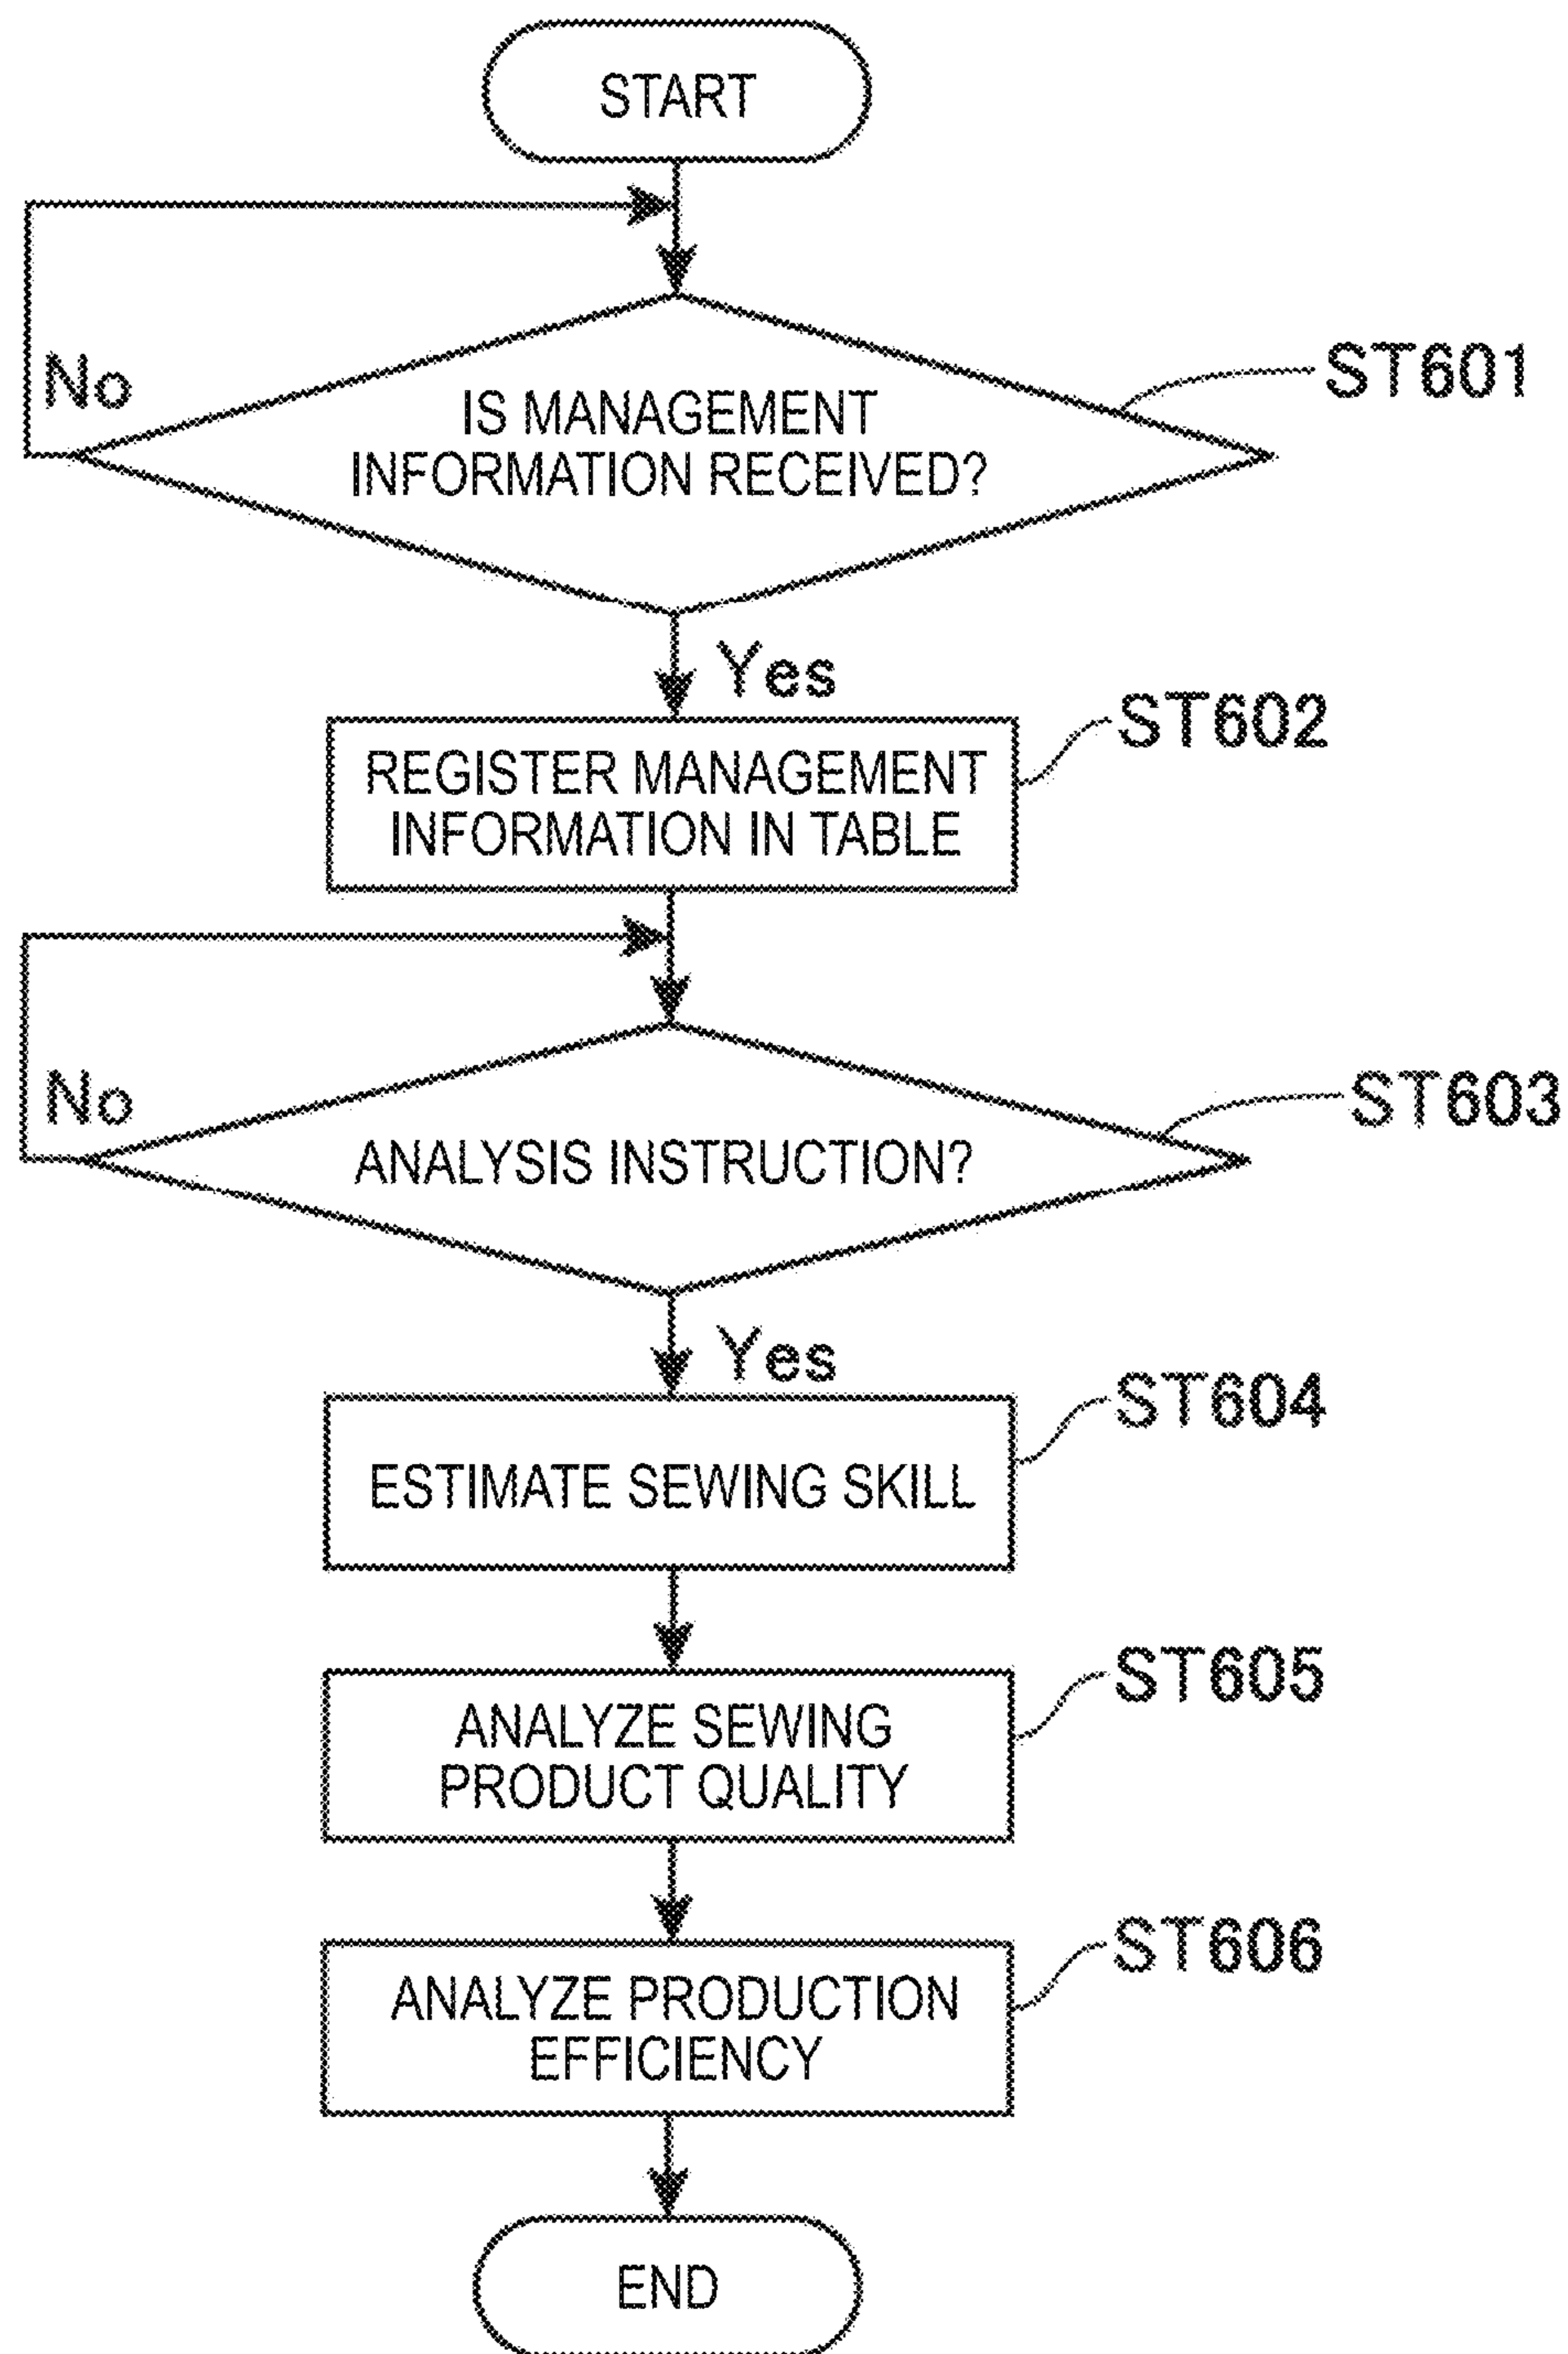 START
No
ST601
IS MANAGEMENT
INFORMATION RECEIVED?
Yes
ST602
REGISTER MANAGEMENT
INFORMATION IN TABLE
No
ST603
ANALYSIS INSTRUCTION?
Yes
ST604
ESTIMATE SEWING SKILL
ST605
ANALYZE SEWING
PRODUCT QUALITY
ST606
ANALYZE PRODUCTION
EFFICIENCY
END